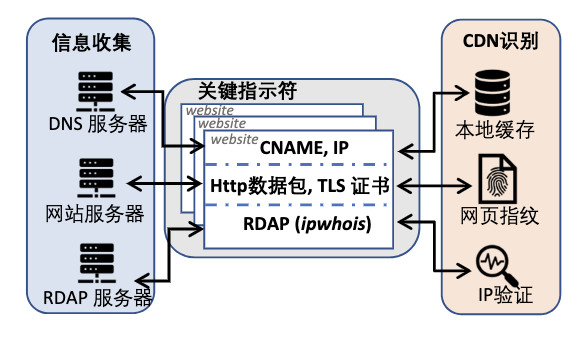 信息收集
DNS 服务器
网站服务器
RDAP 服务器
关键指示符
website
website
website
CNAME, IP
Http数据包, TLS 证书
RDAP (ipwhois)
CDN识别
本地缓存
网页指纹
IP验证